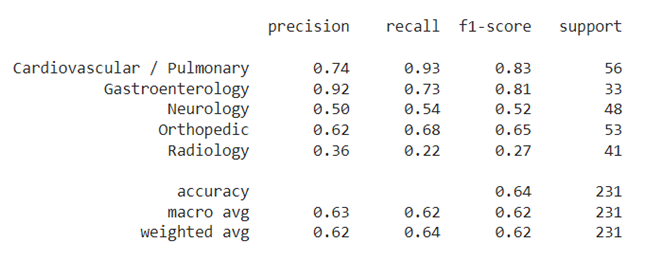 precision recall f1-score support
Cardiovascular / Pulmonary 0.74 0.93 0.83 56
Gastroenterology 0.92 0.73 0.81 33
Neurology 0.50 0.54 0.52 48
Orthopedic 0.62 0.68 0.65 53
Radiology 0.36 0.22 0.27 41
accuracy 0.64 231
macro avg 0.63 0.62 0.62 231
weighted avg 0.62 0.64 0.62 231